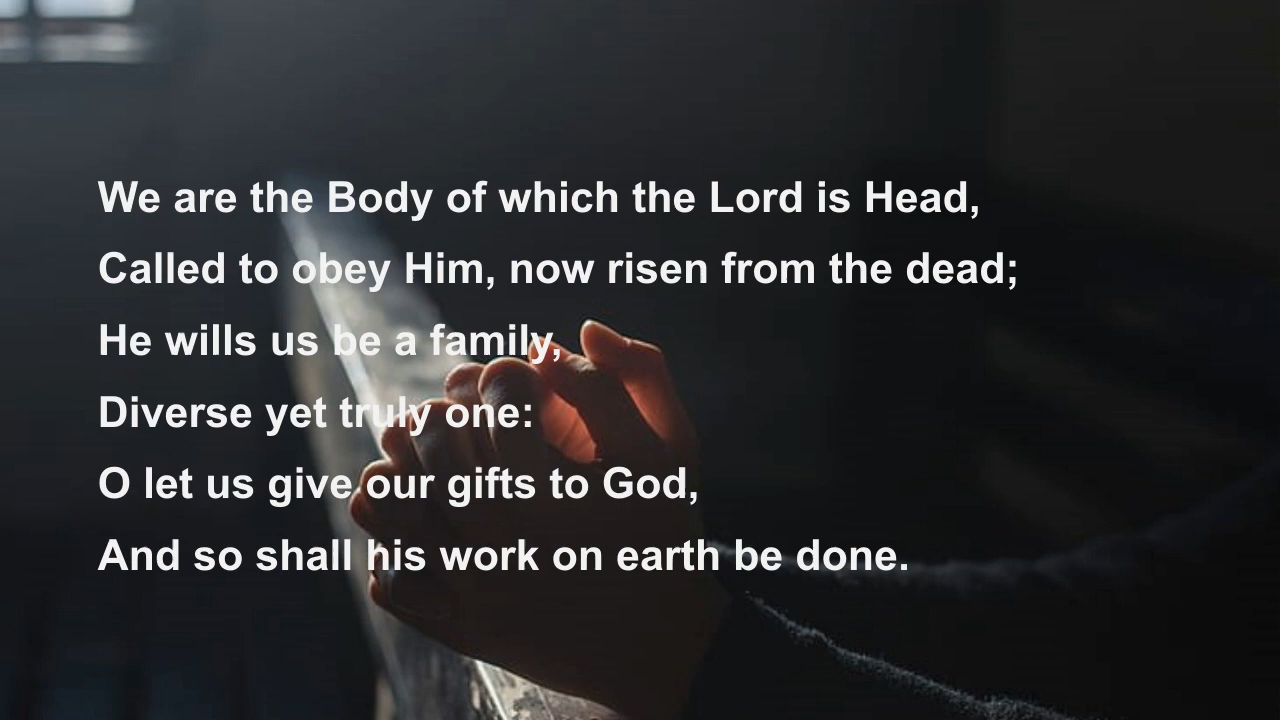 We are the Body of which the Lord is Head,
Called to obey Him, now risen from the dead;
He wills us be a family,
Diverse yet truly one:
O let us give our gifts to God,
And so shall his work on earth be done.